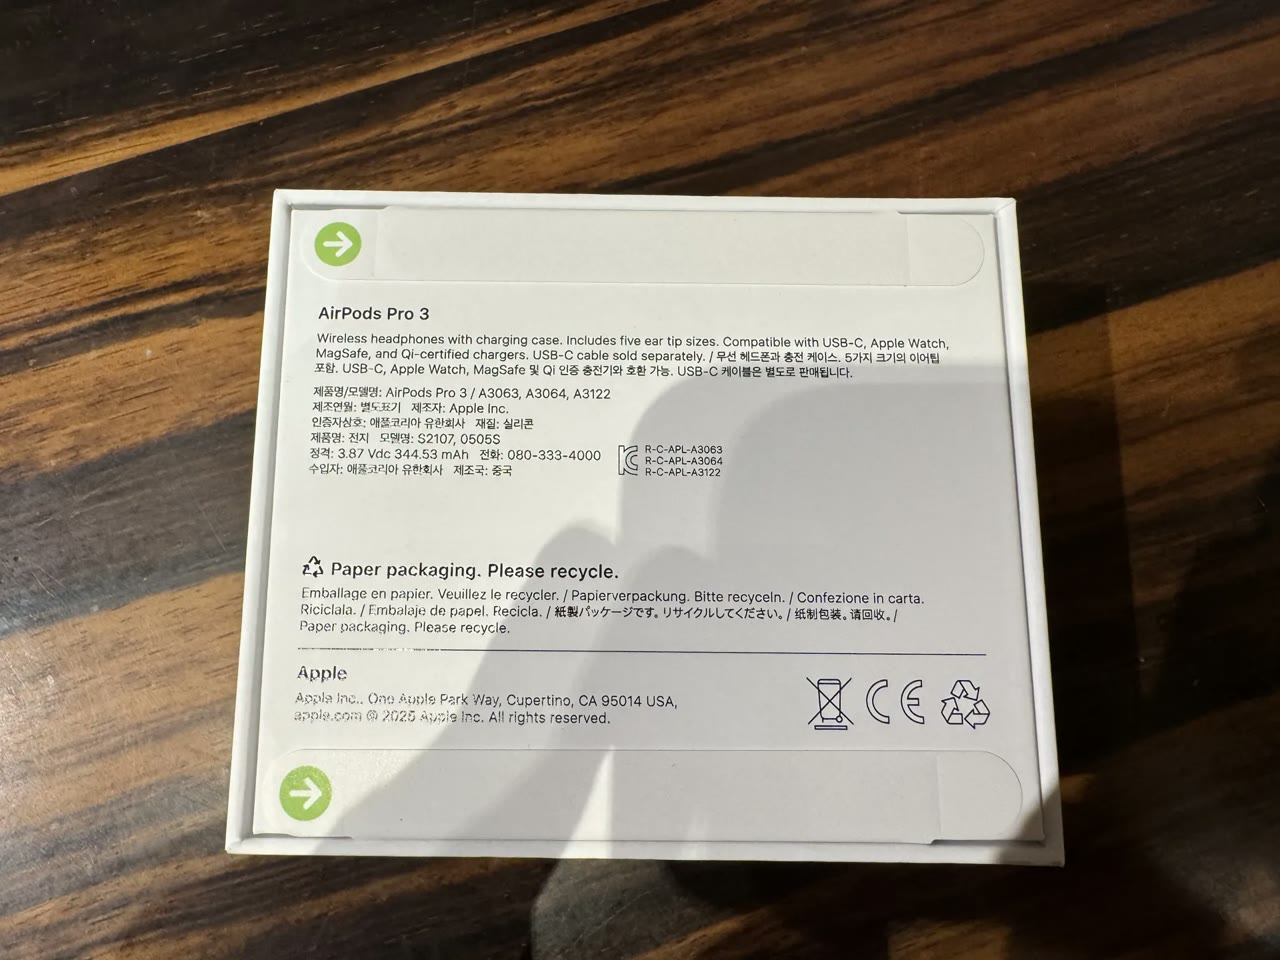 AirPods Pro 3
Wireless headphones with charging case. Includes five ear tip sizes. Compatible with USB-C, Apple Watch,
MagSafe, and Qi-certified chargers. USB-C cable sold separately. / 무선 헤드폰과 충전 케이스. 5가지 크기의 이어팁
포함. USB-C, Apple Watch, MagSafe 및 Qi 인증 충전기와 호환 가능. USB-C 케이블은 별도로 판매됩니다.
제품명/모델명: AirPods Pro 3 / A3063, A3064, A3122
제조연월: 별도표기 제조자: Apple Inc.
인증자상호: 애플코리아 유한회사 재질: 실리콘
제품명: 전지 모델명: S2107, 0505S
정격: 3.87 Vdc 344.53 mAh 전화: 080-333-4000
수입자: 애플코리아 유한회사 제조국: 중국
R-C-APL-A3063
R-C-APL-A3064
R-C-APL-A3122
Paper packaging. Please recycle.
Emballage en papier. Veuillez le recycler. / Papierverpackung. Bitte recyceln. / Confezione in carta.
Riciclala. / Embalaje de papel. Recicla. / 紙製パッケージです。リサイクルしてください。/ 纸制包装。请回收。/
Paper packaging. Please recycle.
Apple
Apple Inc., One Apple Park Way, Cupertino, CA 95014 USA,
apple.com © 2025 Apple Inc. All rights reserved.
CE